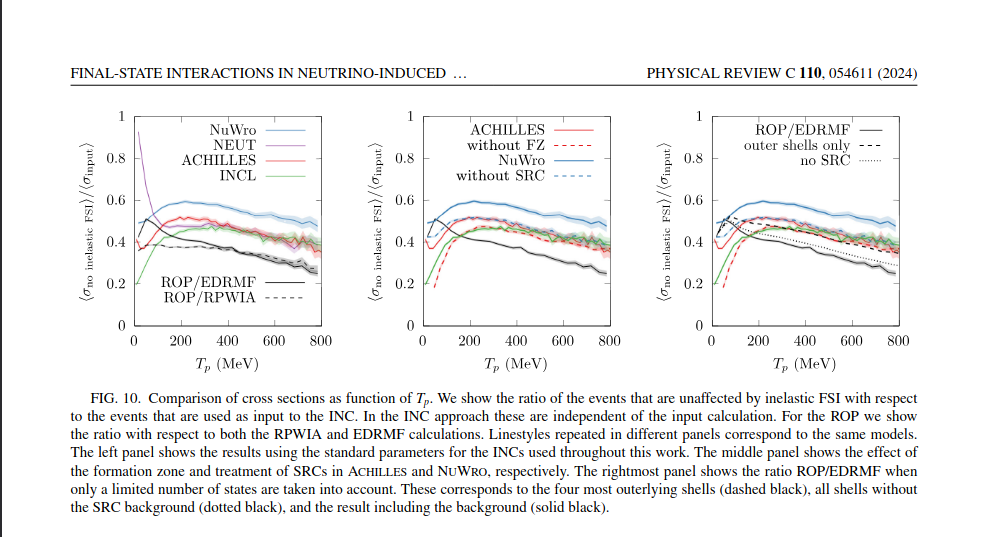 FINAL-STATE INTERACTIONS IN NEUTRINO-INDUCED …
PHYSICAL REVIEW C 110, 054611 (2024)
⟨σno inelastic FSI⟩/⟨σinput⟩
1
0.8
0.6
0.4
0.2
0
NuWro
NEUT
ACHILLES
INCL
ROP/EDRMF
ROP/RPWIA
0 200 400 600 800
Tp (MeV)
⟨σno inelastic FSI⟩/⟨σinput⟩
1
0.8
0.6
0.4
0.2
0
ACHILLES
without FZ
NuWro
without SRC
0 200 400 600 800
Tp (MeV)
⟨σno inelastic FSI⟩/⟨σinput⟩
1
0.8
0.6
0.4
0.2
0
ROP/EDRMF
outer shells only
no SRC
0 200 400 600 800
Tp (MeV)
FIG. 10. Comparison of cross sections as function of Tp. We show the ratio of the events that are unaffected by inelastic FSI with respect
to the events that are used as input to the INC. In the INC approach these are independent of the input calculation. For the ROP we show
the ratio with respect to both the RPWIA and EDRMF calculations. Linestyles repeated in different panels correspond to the same models.
The left panel shows the results using the standard parameters for the INCs used throughout this work. The middle panel shows the effect of
the formation zone and treatment of SRCs in ACHILLES and NUWRO, respectively. The rightmost panel shows the ratio ROP/EDRMF when
only a limited number of states are taken into account. These corresponds to the four most outerlying shells (dashed black), all shells without
the SRC background (dotted black), and the result including the background (solid black).